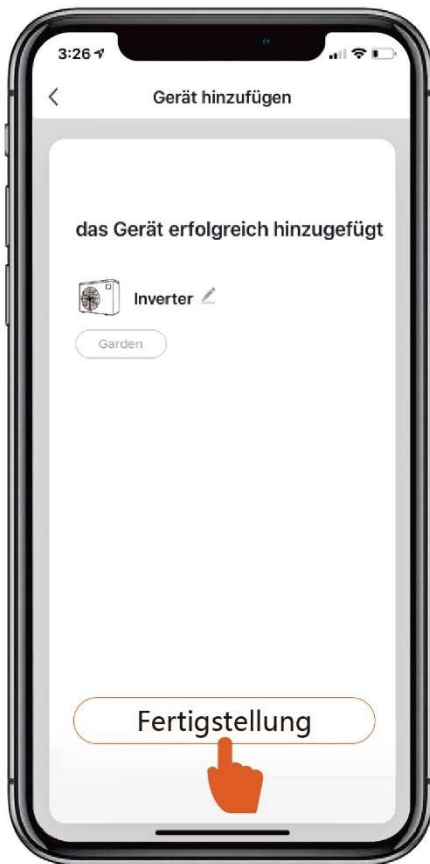 3:26
Gerät hinzufügen
das Gerät erfolgreich hinzugefügt
Inverter
Garden
Fertigstellung